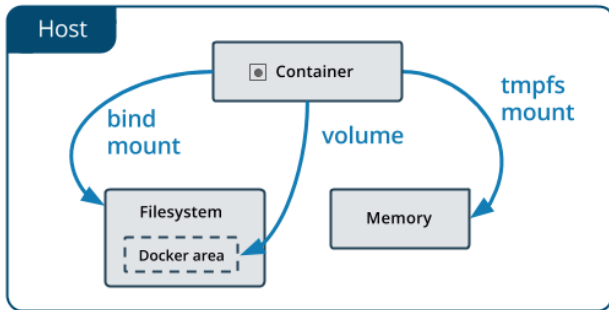 Host
Container
bind
mount
volume
tmpfs
mount
Filesystem
Docker area
Memory